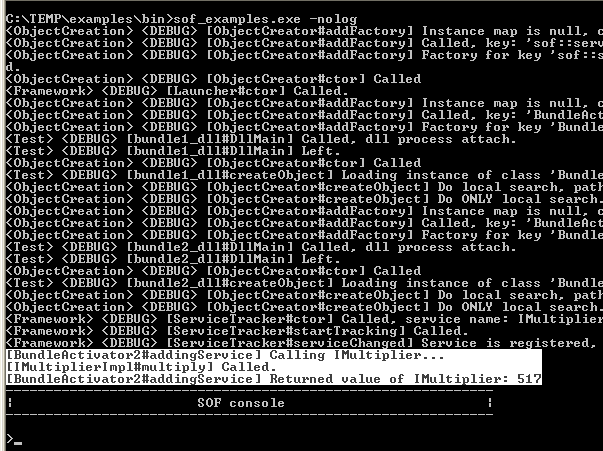 C:\TEMP\examples\bin>sof_examples.exe -nolog
<ObjectCreation> <DEBUG> [ObjectCreator#addFactory] Instance map is null, c
<ObjectCreation> <DEBUG> [ObjectCreator#addFactory] Called, key: 'sof::serv
<ObjectCreation> <DEBUG> [ObjectCreator#addFactory] Factory for key 'sof::s
d.
<ObjectCreation> <DEBUG> [ObjectCreator#ctor] Called
<Framework> <DEBUG> [Launcher#ctor] Called.
<ObjectCreation> <DEBUG> [ObjectCreator#addFactory] Instance map is null, c
<ObjectCreation> <DEBUG> [ObjectCreator#addFactory] Called, key: 'BundleAct
<ObjectCreation> <DEBUG> [ObjectCreator#addFactory] Factory for key 'Bundle
<Test> <DEBUG> [bundle1_dll#DllMain] Called, dll process attach.
<Test> <DEBUG> [bundle1_dll#DllMain] Left.
<ObjectCreation> <DEBUG> [ObjectCreator#ctor] Called
<Test> <DEBUG> [bundle1_dll#createObject] Loading instance of class 'Bundle
<ObjectCreation> <DEBUG> [ObjectCreator#createObject] Do local search, path
<ObjectCreation> <DEBUG> [ObjectCreator#createObject] Do ONLY local search.
<ObjectCreation> <DEBUG> [ObjectCreator#addFactory] Instance map is null, c
<ObjectCreation> <DEBUG> [ObjectCreator#addFactory] Called, key: 'BundleAct
<ObjectCreation> <DEBUG> [ObjectCreator#addFactory] Factory for key 'Bundle
<Test> <DEBUG> [bundle2_dll#DllMain] Called, dll process attach.
<Test> <DEBUG> [bundle2_dll#DllMain] Left.
<ObjectCreation> <DEBUG> [ObjectCreator#ctor] Called
<Test> <DEBUG> [bundle2_dll#createObject] Loading instance of class 'Bundle
<ObjectCreation> <DEBUG> [ObjectCreator#createObject] Do local search, path
<ObjectCreation> <DEBUG> [ObjectCreator#createObject] Do ONLY local search.
<Framework> <DEBUG> [ServiceTracker#ctor] Called, service name: IMultiplier
<Framework> <DEBUG> [ServiceTracker#startTracking] Called.
<Framework> <DEBUG> [ServiceTracker#serviceChanged] Service is registered,
[BundleActivator2#addingService] Calling IMultiplier...
[IMultiplierImpl#multiply] Called.
[BundleActivator2#addingService] Returned value of IMultiplier: 517
-------------------------------------------------------------
| SOF console |
-------------------------------------------------------------
>_